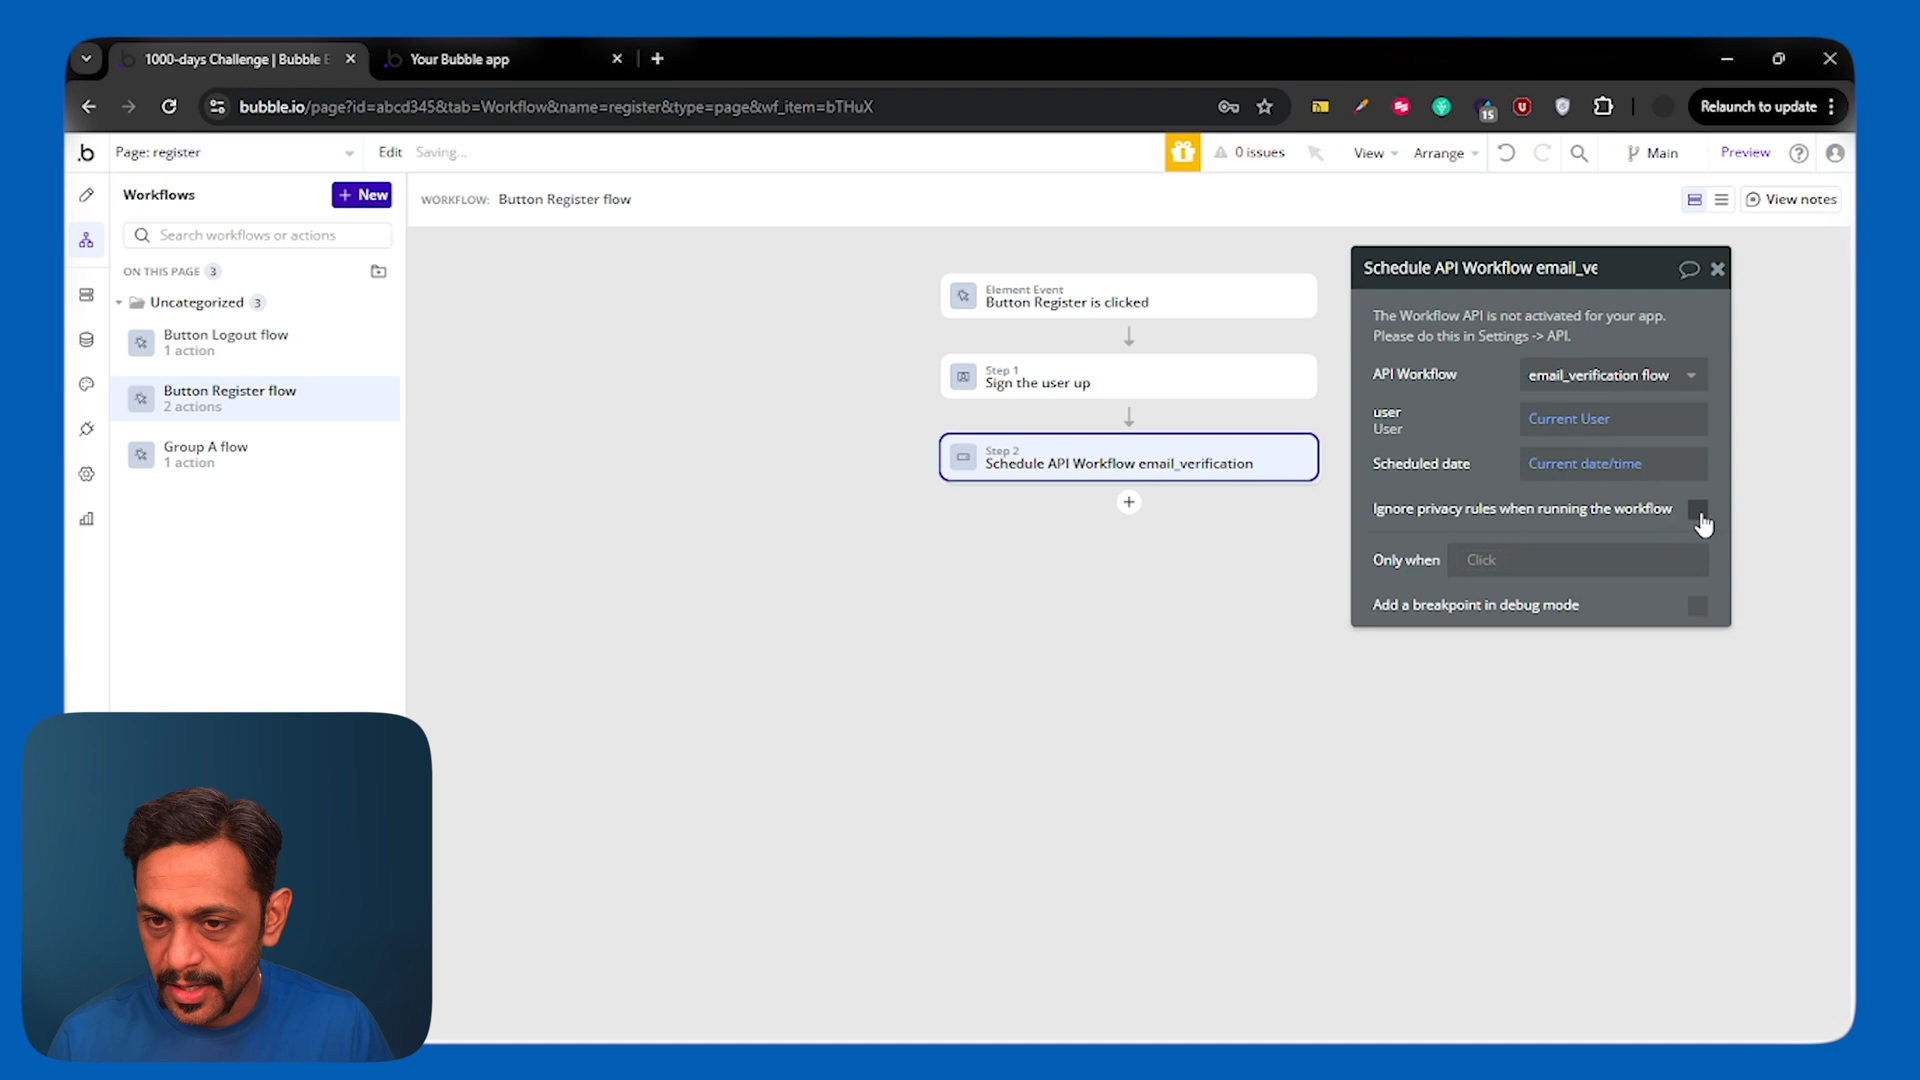 1000-days Challenge | Bubble E
Your Bubble app
bubble.io/page?id=abcd345&tab=Workflow&name=register&type=page&wf_item=bTHuX
15
Relaunch to update
.b
Page: register
Edit
Saving...
0 issues
View
Arrange
Main
Preview
Workflows
+ New
WORKFLOW: Button Register flow
View notes
Search workflows or actions
ON THIS PAGE 3
Uncategorized 3
Button Logout flow
1 action
Button Register flow
2 actions
Group A flow
1 action
Element Event
Button Register is clicked
Step 1
Sign the user up
Step 2
Schedule API Workflow email_verification
Schedule API Workflow email_ve
The Workflow API is not activated for your app.
Please do this in Settings -> API.
API Workflow
email_verification flow
user
User
Current User
Scheduled date
Current date/time
Ignore privacy rules when running the workflow
Only when
Click
Add a breakpoint in debug mode